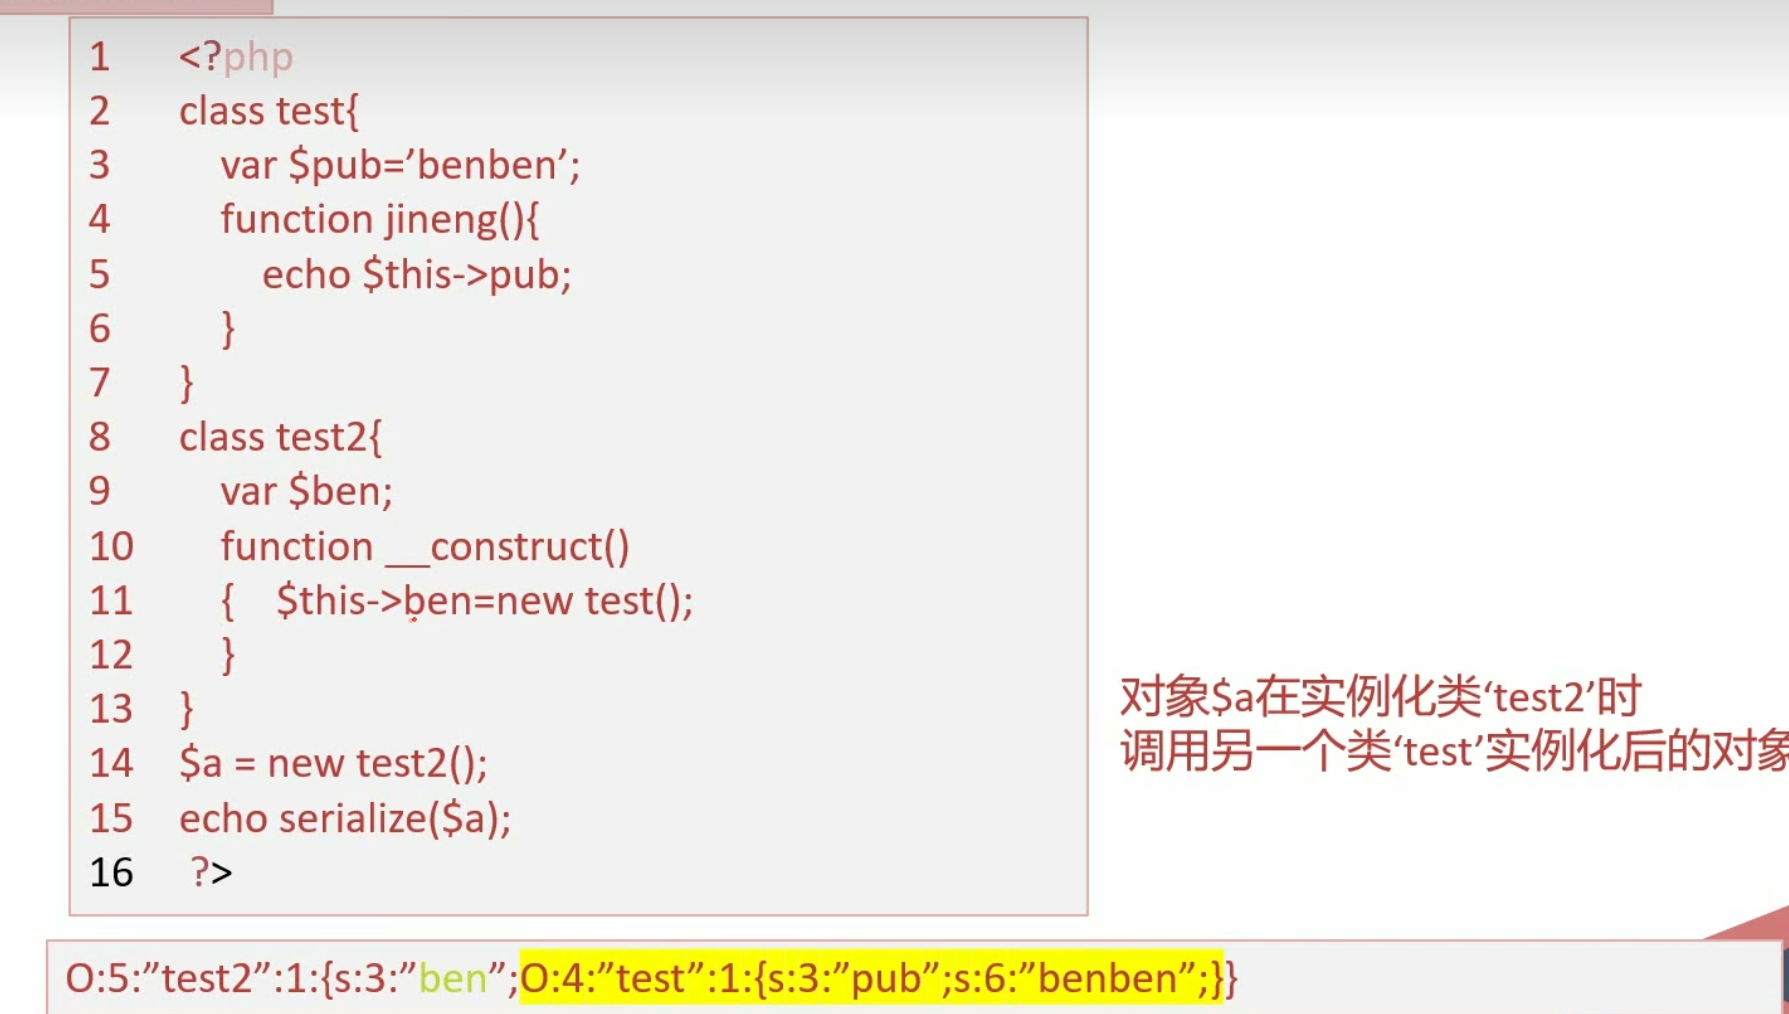 1 <?php
2 class test{
3 var $pub=’benben’;
4 function jineng(){
5 echo $this->pub;
6 }
7 }
8 class test2{
9 var $ben;
10 function __construct()
11 { $this->ben=new test();
12 }
13 }
14 $a = new test2();
15 echo serialize($a);
16 ?>
对象$a在实例化类‘test2’时
调用另一个类‘test’实例化后的对象
O:5:”test2”:1:{s:3:”ben”;O:4:”test”:1:{s:3:”pub”;s:6:”benben”;}}